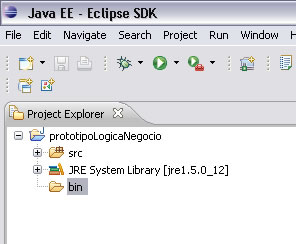 Java EE - Eclipse SDK
File Edit Navigate Search Project Run Window
Project Explorer
prototipoLogicaNegocio
src
JRE System Library [jre1.5.0_12]
bin